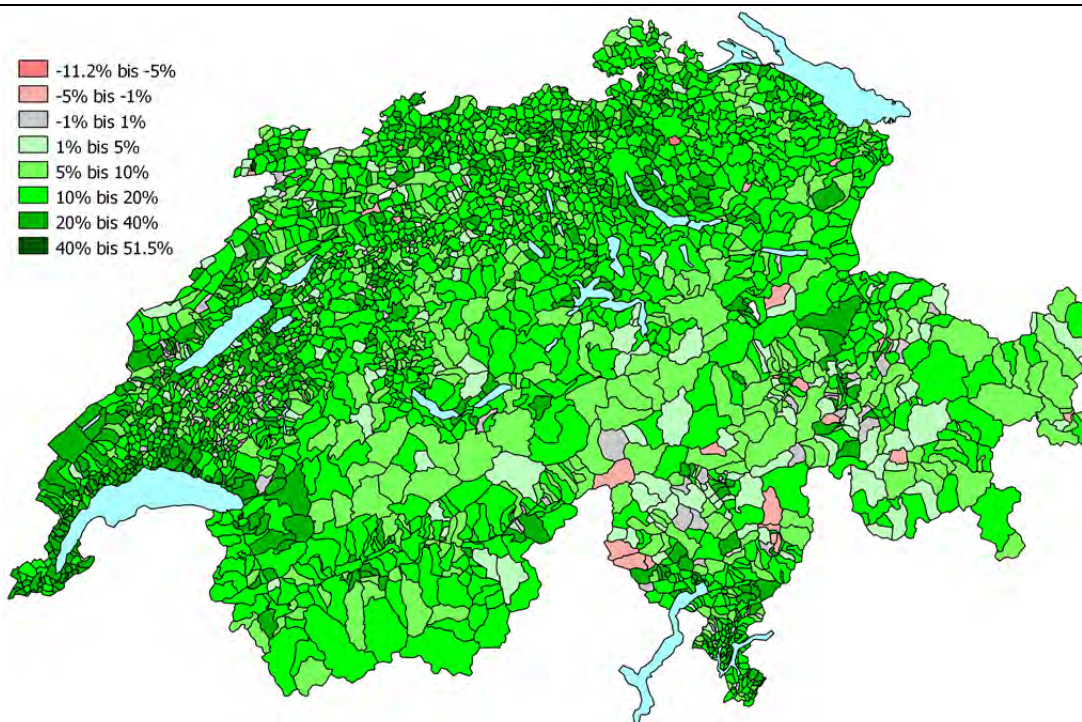 -11.2% bis -5%
-5% bis -1%
-1% bis 1%
1% bis 5%
5% bis 10%
10% bis 20%
20% bis 40%
40% bis 51.5%